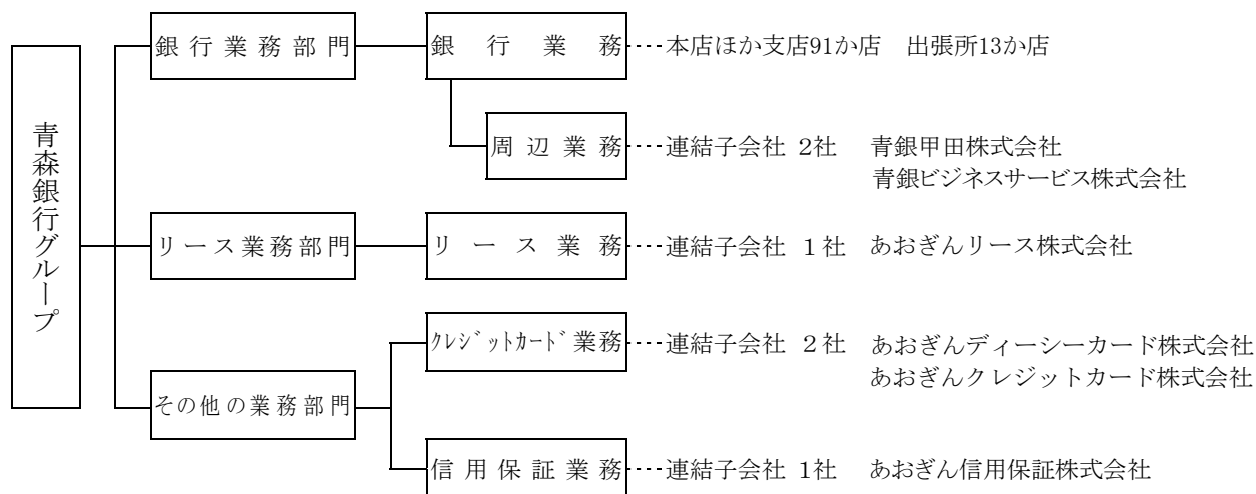 青森銀行グループ
銀行業務部門
銀行業務
本店ほか支店91か店　出張所13か店
周辺業務
連結子会社 2社　青銀甲田株式会社
青銀ビジネスサービス株式会社
リース業務部門
リース業務
連結子会社 1社　あおぎんリース株式会社
その他の業務部門
ｸﾚｼﾞｯﾄｶｰﾄﾞ業務
連結子会社 2社　あおぎんディーシーカード株式会社
あおぎんクレジットカード株式会社
信用保証業務
連結子会社 1社　あおぎん信用保証株式会社